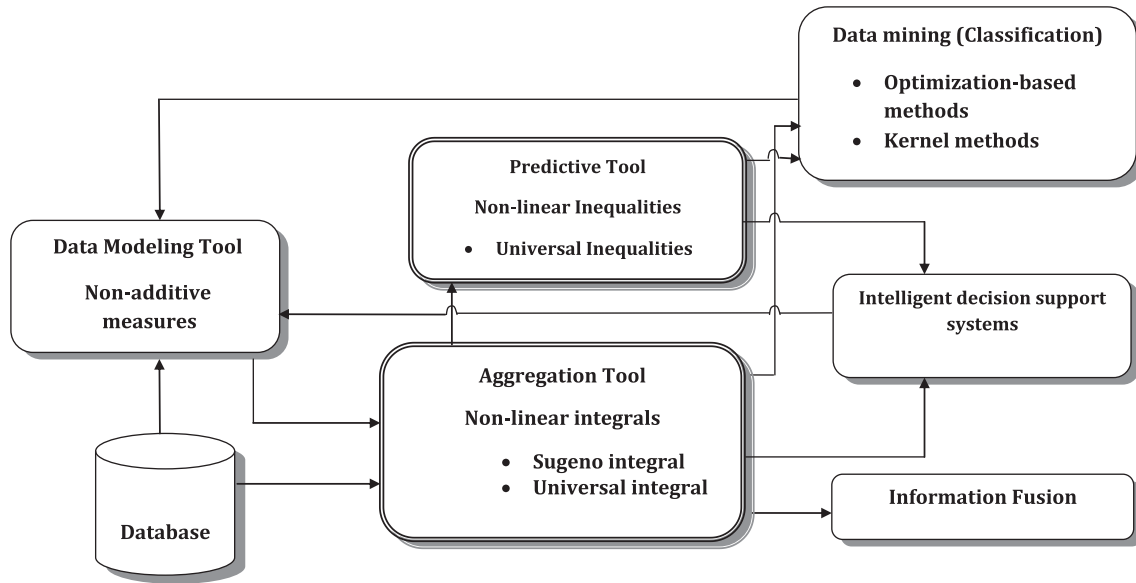 Data mining (Classification)
• Optimization-based
methods
• Kernel methods
Predictive Tool
Non-linear Inequalities
• Universal Inequalities
Data Modeling Tool
Non-additive
measures
Intelligent decision support
systems
Aggregation Tool
Non-linear integrals
• Sugeno integral
• Universal integral
Database
Information Fusion